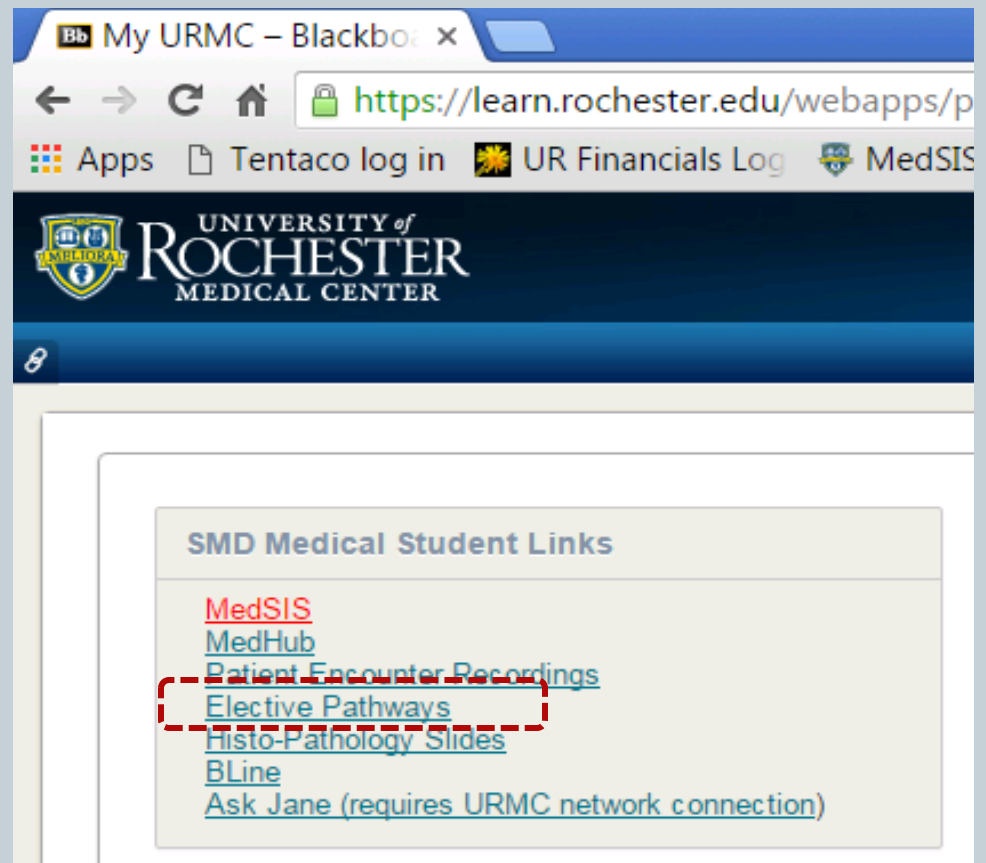 Bb My URMC – Blackboa
https://learn.rochester.edu/webapps/p
Apps Tentaco log in UR Financials Log MedSIS
MELIORA
UNIVERSITY of
ROCHESTER
MEDICAL CENTER
SMD Medical Student Links
MedSIS
MedHub
Patient Encounter Recordings
Elective Pathways
Histo-Pathology Slides
BLine
Ask Jane (requires URMC network connection)